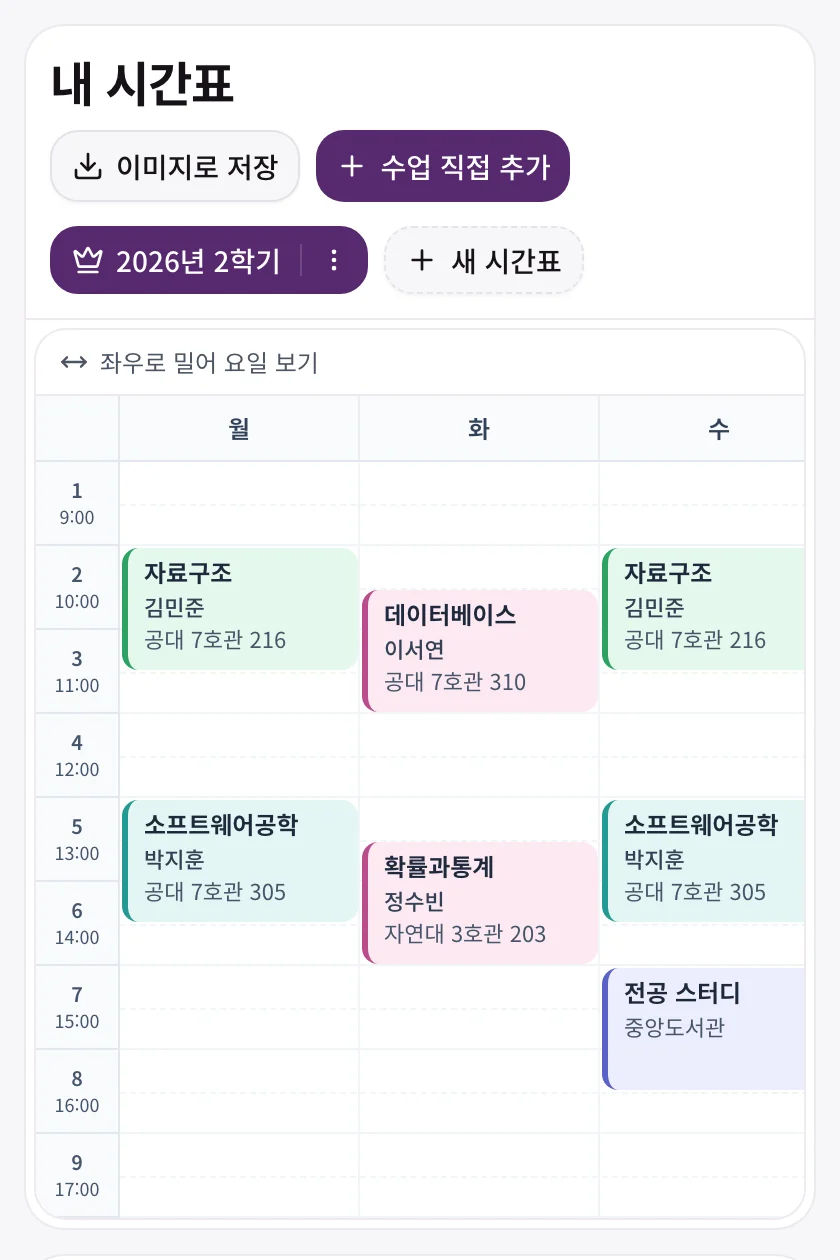 내 시간표
이미지로 저장
+ 수업 직접 추가
2026년 2학기
+ 새 시간표
좌우로 밀어 요일 보기
월 화 수
1
9:00
2
10:00
자료구조
김민준
공대 7호관 216
자료구조
김민준
공대 7호관 216
데이터베이스
이서연
공대 7호관 310
3
11:00
4
12:00
5
13:00
소프트웨어공학
박지훈
공대 7호관 305
소프트웨어공학
박지훈
공대 7호관 305
확률과통계
정수빈
자연대 3호관 203
6
14:00
7
15:00
전공 스터디
중앙도서관
8
16:00
9
17:00